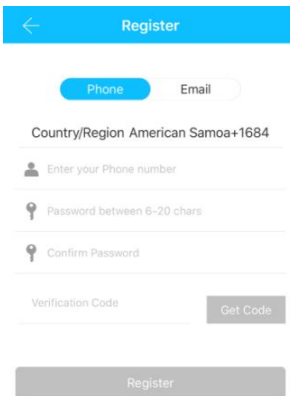 Register
Phone Email
Country/Region American Samoa+1684
Enter your Phone number
Password between 6-20 chars
Confirm Password
Verification Code Get Code
Register